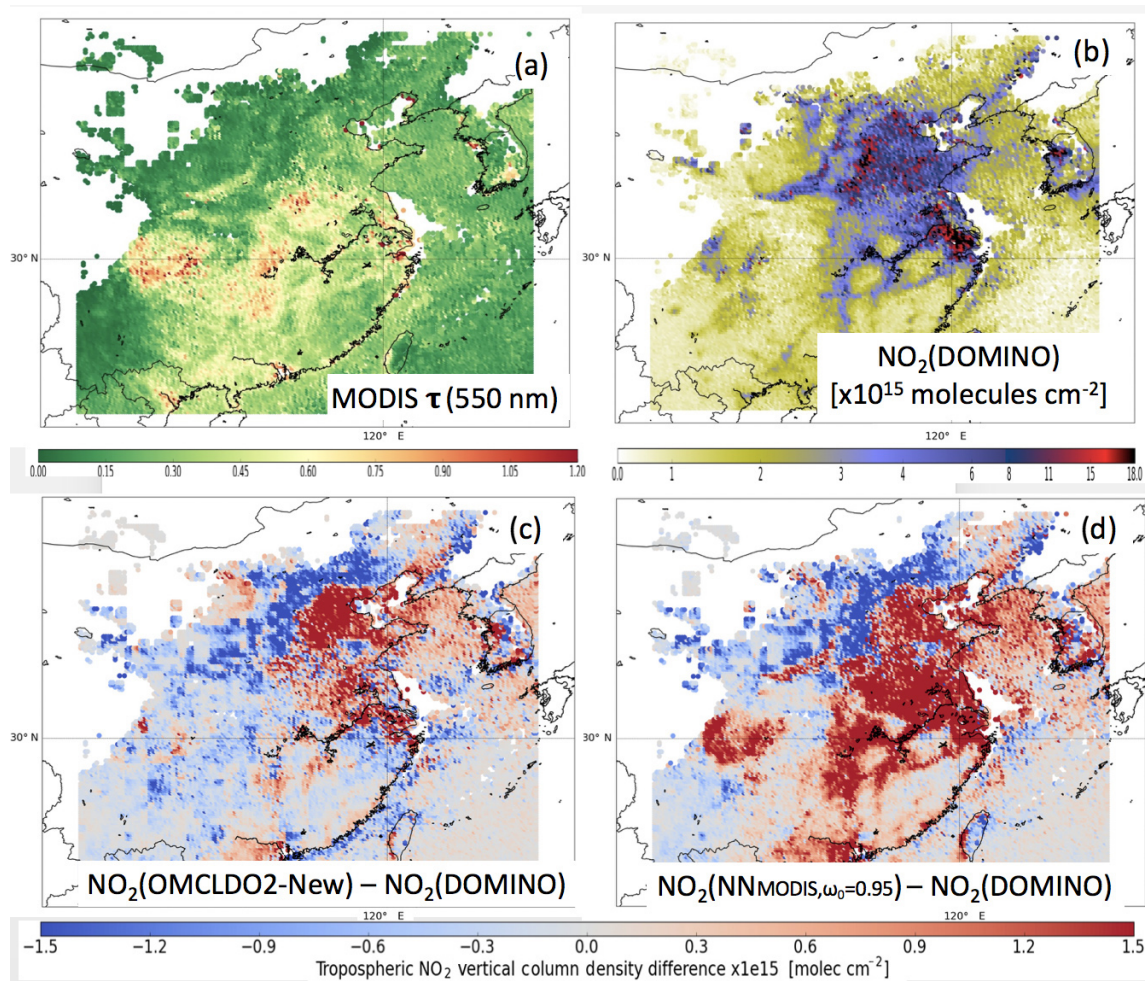 (a)
30° N
MODIS τ (550 nm)
120° E
0.00 0.15 0.30 0.45 0.60 0.75 0.90 1.05 1.20
(b)
30° N
NO₂(DOMINO)
[x10¹⁵ molecules cm⁻²]
120° E
0 1 2 3 4 6 8 11 15 18.0
(c)
30° N
NO₂(OMCLDO2-New) – NO₂(DOMINO)
120° E
(d)
30° N
NO₂(NNMODIS,ω₀=0.95) – NO₂(DOMINO)
120° E
−1.5 −1.2 −0.9 −0.6 −0.3 0.0 0.3 0.6 0.9 1.2 1.5
Tropospheric NO₂ vertical column density difference x1e15 [molec cm⁻²]